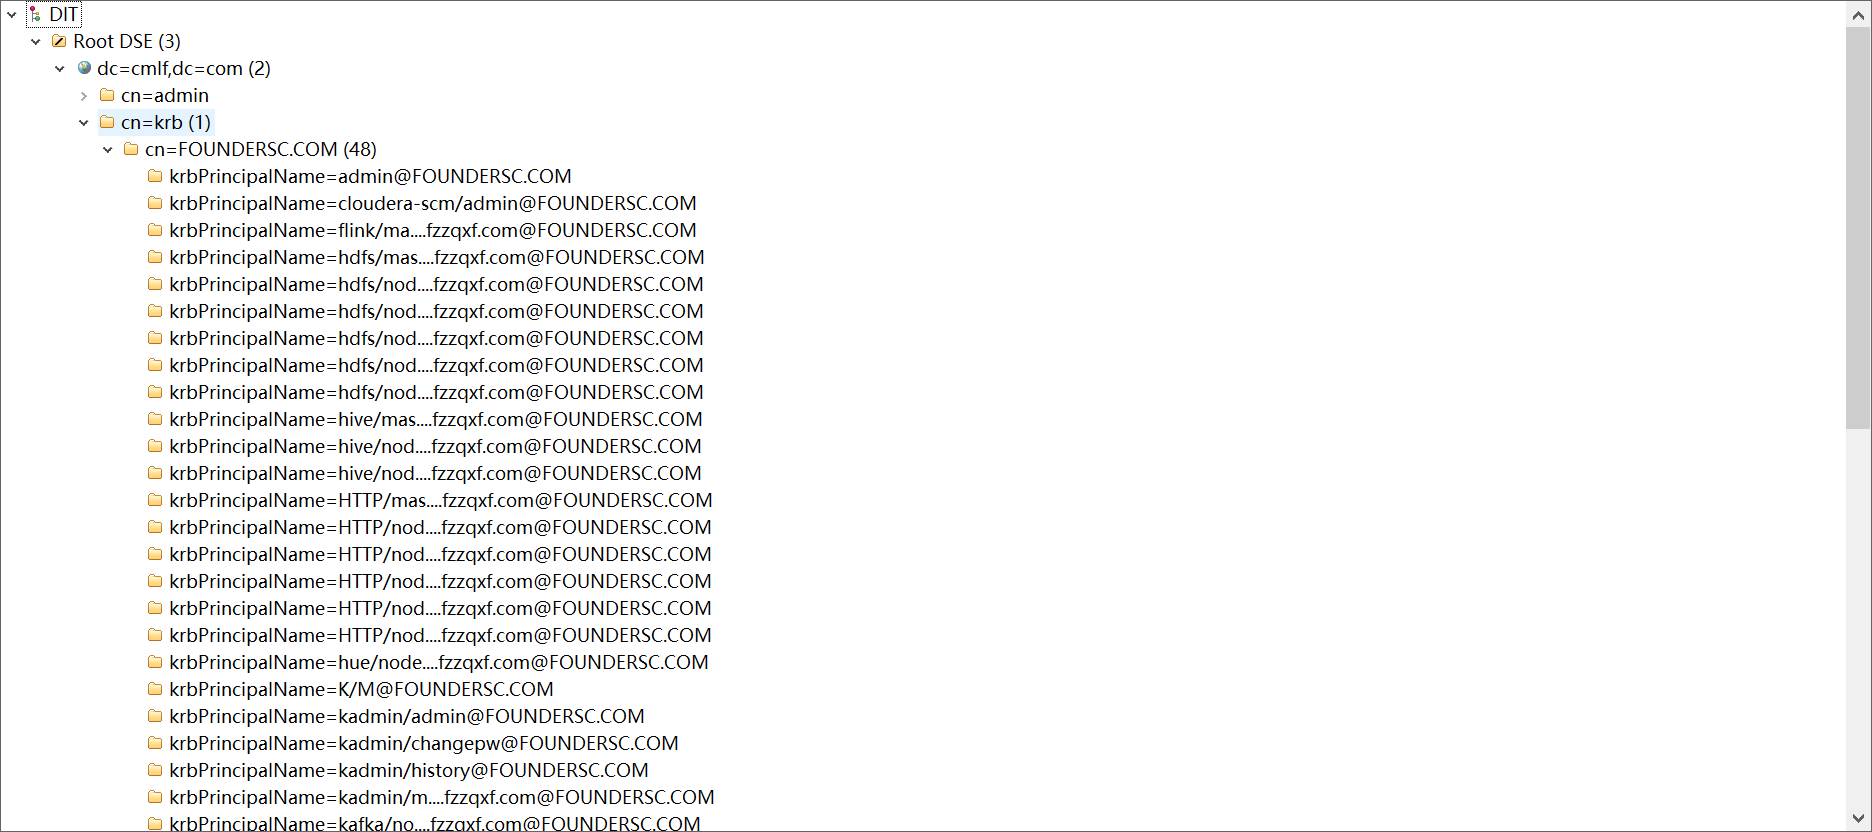 DIT
Root DSE (3)
dc=cmlf,dc=com (2)
cn=admin
cn=krb (1)
cn=FOUNDERSC.COM (48)
krbPrincipalName=admin@FOUNDERSC.COM
krbPrincipalName=cloudera-scm/admin@FOUNDERSC.COM
krbPrincipalName=flink/ma....fzzqxf.com@FOUNDERSC.COM
krbPrincipalName=hdfs/mas....fzzqxf.com@FOUNDERSC.COM
krbPrincipalName=hdfs/nod....fzzqxf.com@FOUNDERSC.COM
krbPrincipalName=hdfs/nod....fzzqxf.com@FOUNDERSC.COM
krbPrincipalName=hdfs/nod....fzzqxf.com@FOUNDERSC.COM
krbPrincipalName=hdfs/nod....fzzqxf.com@FOUNDERSC.COM
krbPrincipalName=hdfs/nod....fzzqxf.com@FOUNDERSC.COM
krbPrincipalName=hive/mas....fzzqxf.com@FOUNDERSC.COM
krbPrincipalName=hive/nod....fzzqxf.com@FOUNDERSC.COM
krbPrincipalName=hive/nod....fzzqxf.com@FOUNDERSC.COM
krbPrincipalName=HTTP/mas....fzzqxf.com@FOUNDERSC.COM
krbPrincipalName=HTTP/nod....fzzqxf.com@FOUNDERSC.COM
krbPrincipalName=HTTP/nod....fzzqxf.com@FOUNDERSC.COM
krbPrincipalName=HTTP/nod....fzzqxf.com@FOUNDERSC.COM
krbPrincipalName=HTTP/nod....fzzqxf.com@FOUNDERSC.COM
krbPrincipalName=HTTP/nod....fzzqxf.com@FOUNDERSC.COM
krbPrincipalName=hue/node....fzzqxf.com@FOUNDERSC.COM
krbPrincipalName=K/M@FOUNDERSC.COM
krbPrincipalName=kadmin/admin@FOUNDERSC.COM
krbPrincipalName=kadmin/changepw@FOUNDERSC.COM
krbPrincipalName=kadmin/history@FOUNDERSC.COM
krbPrincipalName=kadmin/m....fzzqxf.com@FOUNDERSC.COM
krbPrincipalName=kafka/no....fzzqxf.com@FOUNDERSC.COM